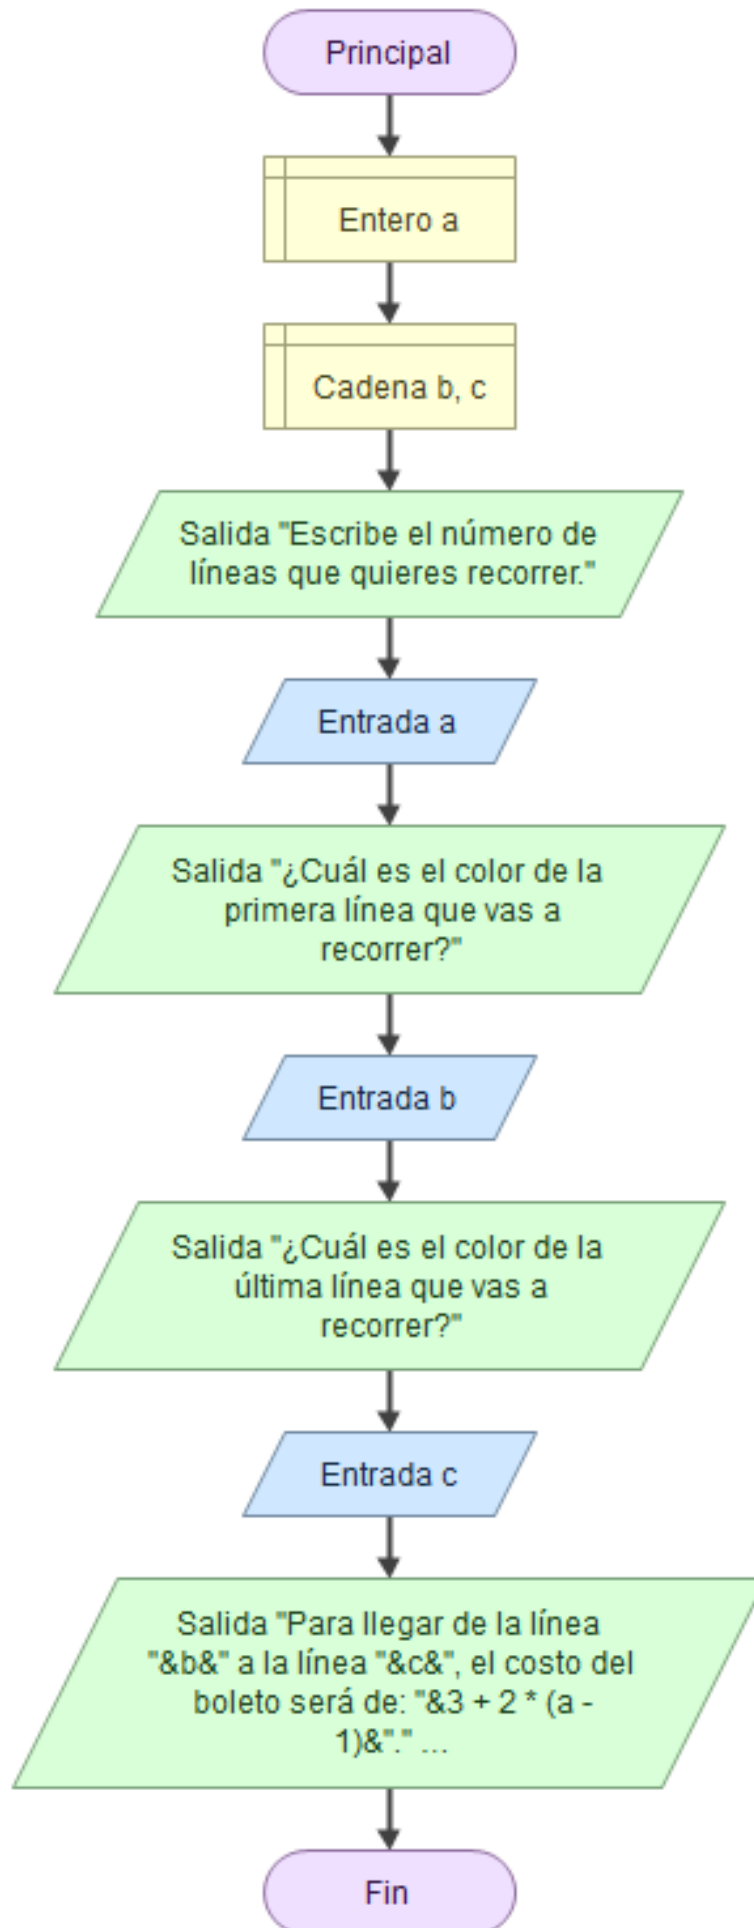 Principal
Entero a
Cadena b, c
Salida "Escribe el número de
líneas que quieres recorrer."
Entrada a
Salida "¿Cuál es el color de la
primera línea que vas a
recorrer?"
Entrada b
Salida "¿Cuál es el color de la
última línea que vas a
recorrer?"
Entrada c
Salida "Para llegar de la línea
"&b&" a la línea "&c&", el costo del
boleto será de: "&3 + 2 * (a -
1)&"." ...
Fin